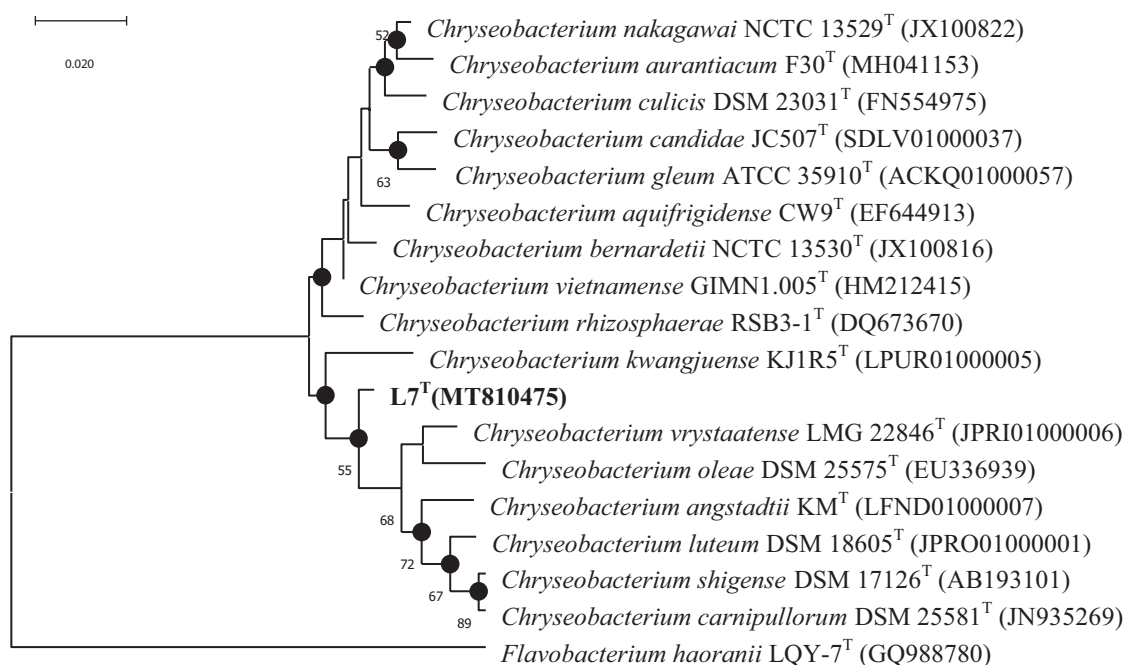 52 Chryseobacterium nakagawai NCTC 13529ᵀ (JX100822)
0.020
Chryseobacterium aurantiacum F30ᵀ (MH041153)
Chryseobacterium culicis DSM 23031ᵀ (FN554975)
Chryseobacterium candidae JC507ᵀ (SDLV01000037)
63 Chryseobacterium gleum ATCC 35910ᵀ (ACKQ01000057)
Chryseobacterium aquifrigidense CW9ᵀ (EF644913)
Chryseobacterium bernardetii NCTC 13530ᵀ (JX100816)
Chryseobacterium vietnamense GIMN1.005ᵀ (HM212415)
Chryseobacterium rhizosphaerae RSB3-1ᵀ (DQ673670)
Chryseobacterium kwangjuense KJ1R5ᵀ (LPUR01000005)
L7ᵀ(MT810475)
Chryseobacterium vrystaatense LMG 22846ᵀ (JPRI01000006)
55 Chryseobacterium oleae DSM 25575ᵀ (EU336939)
Chryseobacterium angstadtii KMᵀ (LFND01000007)
68
Chryseobacterium luteum DSM 18605ᵀ (JPRO01000001)
72
Chryseobacterium shigense DSM 17126ᵀ (AB193101)
67
Chryseobacterium carnipullorum DSM 25581ᵀ (JN935269)
89
Flavobacterium haoranii LQY-7ᵀ (GQ988780)